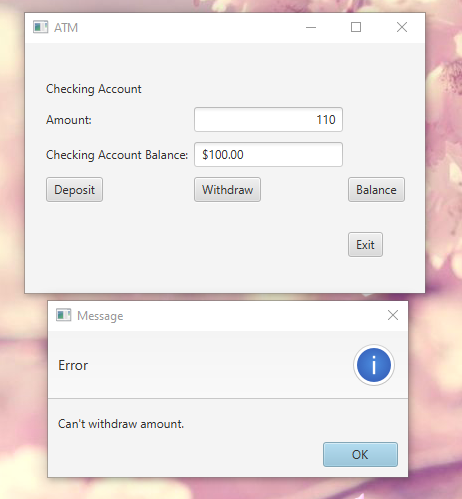 ATM
Checking Account
Amount: 110
Checking Account Balance: $100.00
Deposit Withdraw Balance
Exit
Message
Error
i
Can't withdraw amount.
OK